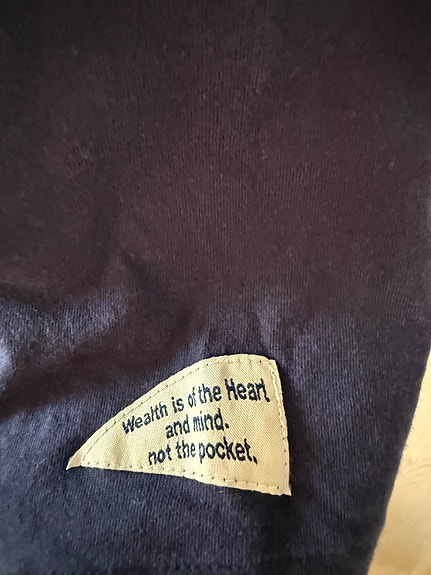 Wealth is of the Heart
and mind.
not the pocket.